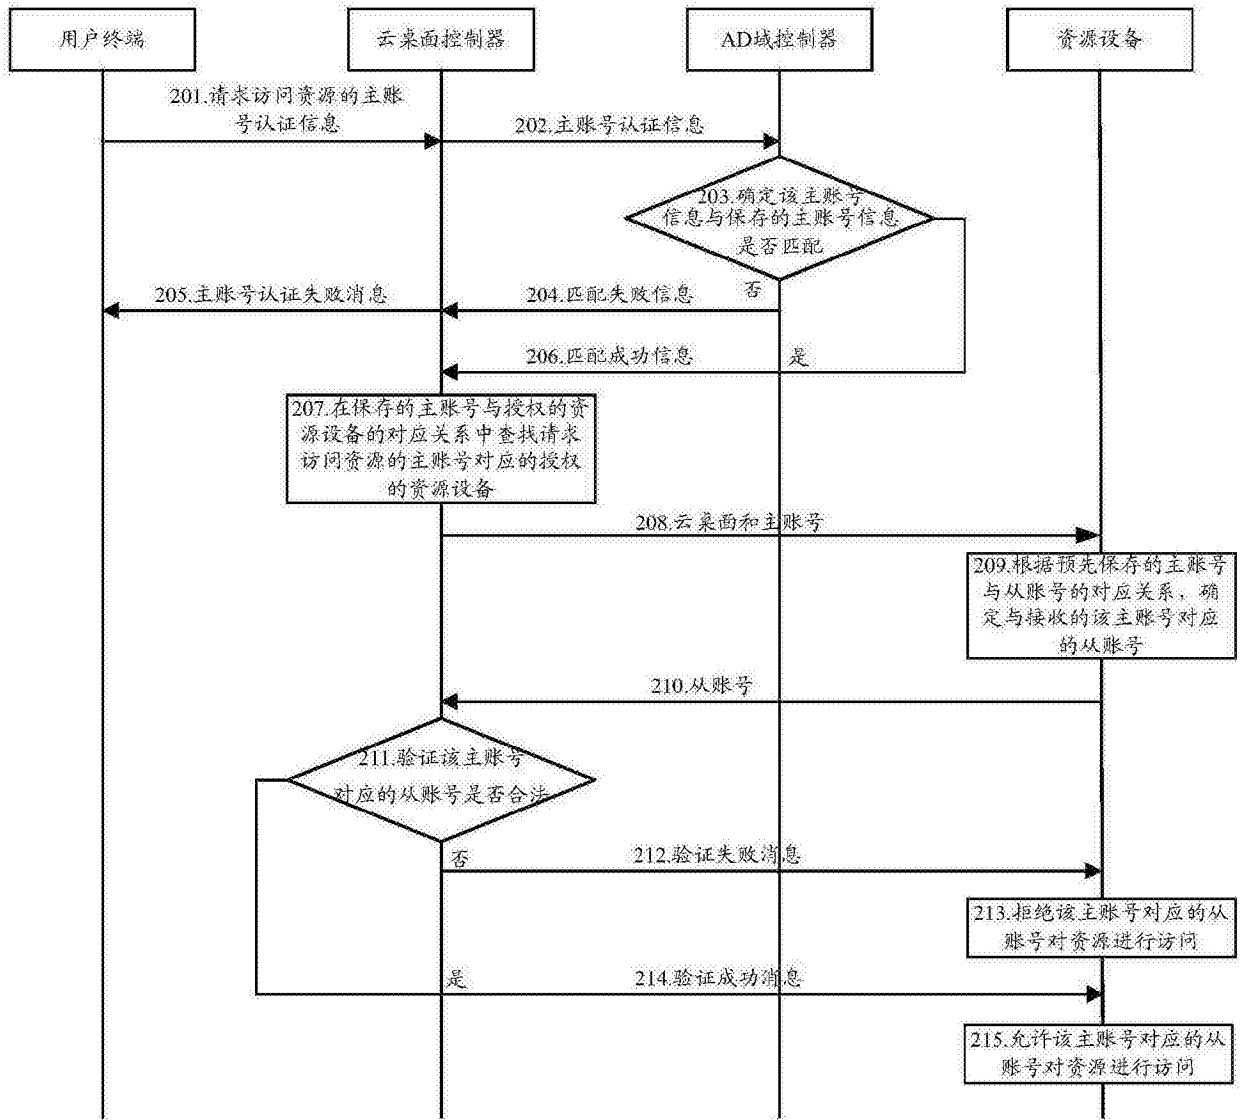 用户终端
云桌面控制器
AD域控制器
资源设备
201.请求访问资源的主账
号认证信息
202.主账号认证信息
203.确定该主账号
信息与保存的主账号信息
是否匹配
否
204.匹配失败信息
205.主账号认证失败消息
是
206.匹配成功信息
207.在保存的主账号与授权的资
源设备的对应关系中查找请求
访问资源的主账号对应的授权
的资源设备
208.云桌面和主账号
209.根据预先保存的主账号
与从账号的对应关系，确
定与接收的该主账号对应
的从账号
210.从账号
211.验证该主账号
对应的从账号是否合法
否
212.验证失败消息
213.拒绝该主账号对应的从
账号对资源进行访问
是
214.验证成功消息
215.允许该主账号对应的从
账号对资源进行访问